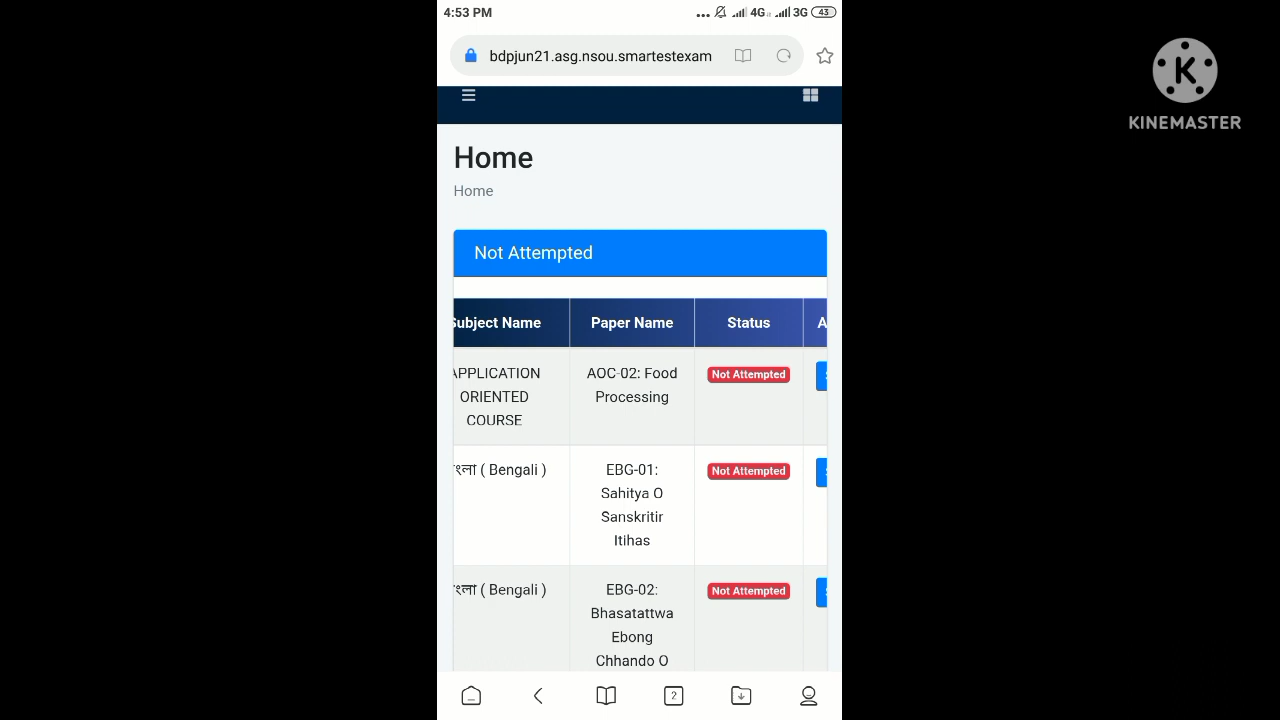 4:53 PM
4G
3G
43
bdpjun21.asg.nsou.smartestexam
KINEMASTER
Home
Home
Not Attempted
Subject Name Paper Name Status A
APPLICATION ORIENTED COURSE
AOC-02: Food
Processing
Not Attempted
বাংলা ( Bengali )
EBG-01:
Sahitya O
Sanskritir
Itihas
Not Attempted
বাংলা ( Bengali )
EBG-02:
Bhasatattwa
Ebong
Chhando O
Not Attempted
2